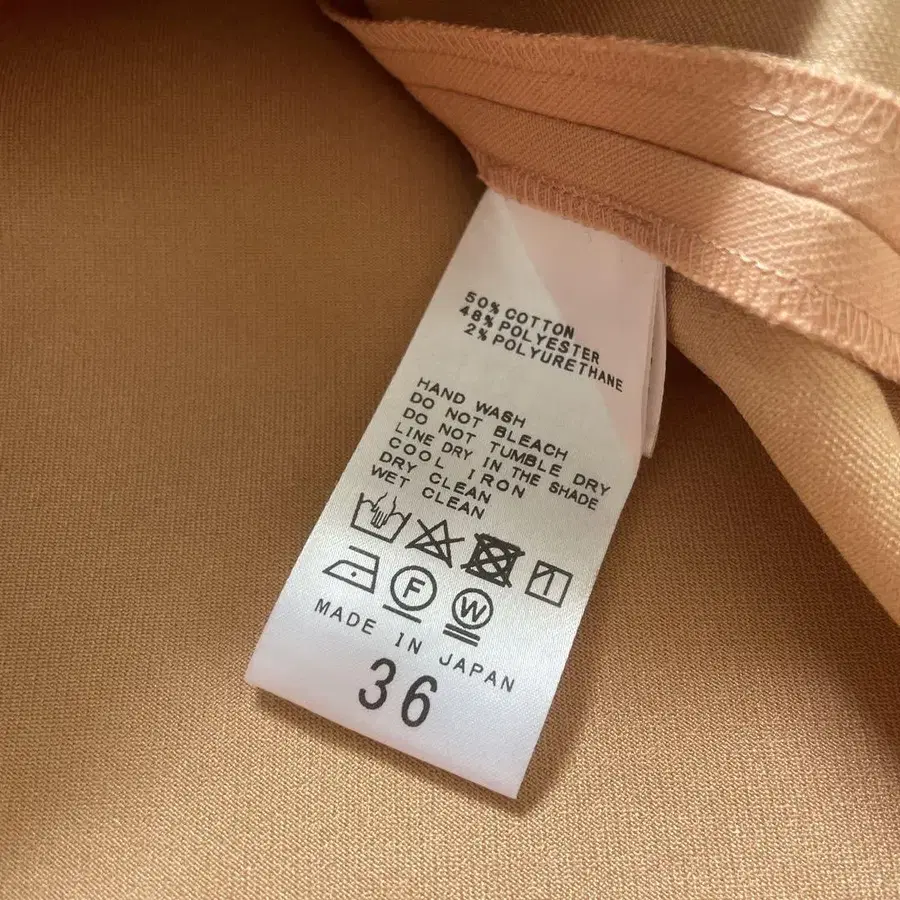 50% COTTON
48% POLYESTER
2% POLYURETHANE
HAND WASH
DO NOT BLEACH
DO NOT TUMBLE DRY
LINE DRY IN THE SHADE
COOL IRON
DRY CLEAN
WET CLEAN
F W
MADE IN JAPAN
36